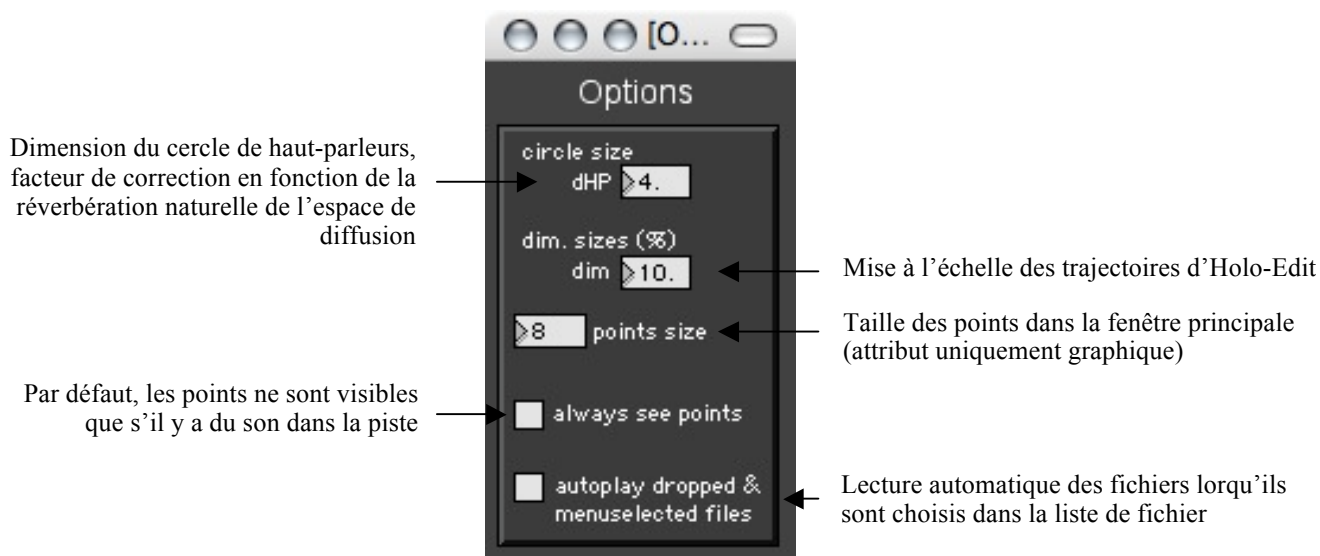 [O...
Options
Dimension du cercle de haut-parleurs,
facteur de correction en fonction de la
réverbération naturelle de l'espace de
diffusion
circle size
dHP 4.
dim. sizes (%)
dim 10.
Mise à l'échelle des trajectoires d'Holo-Edit
8 points size
Taille des points dans la fenêtre principale
(attribut uniquement graphique)
Par défaut, les points ne sont visibles
que s'il y a du son dans la piste
always see points
autoplay dropped &
menuselected files
Lecture automatique des fichiers lorqu'ils
sont choisis dans la liste de fichier